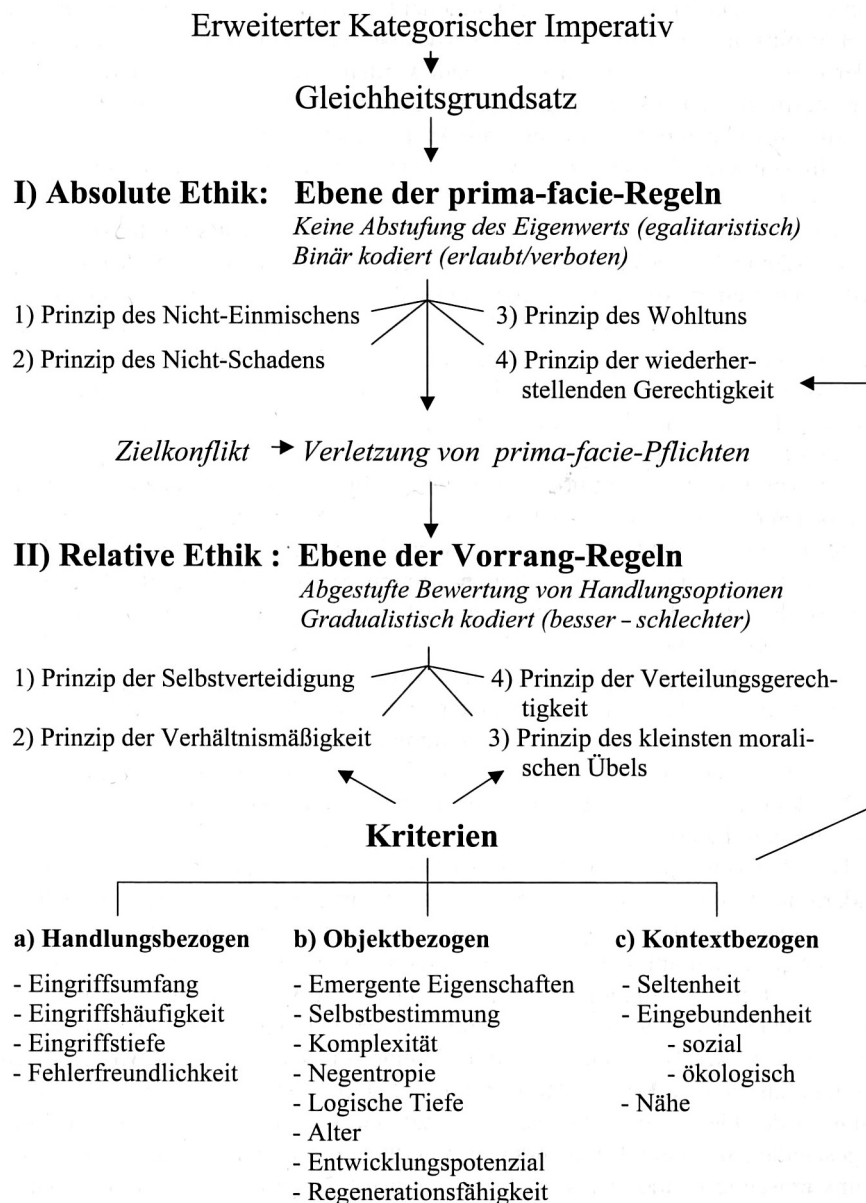 Erweiterter Kategorischer Imperativ
Gleichheitsgrundsatz
I) Absolute Ethik: Ebene der prima-facie-Regeln
Keine Abstufung des Eigenwerts (egalitaristisch)
Binär kodiert (erlaubt/verboten)
1) Prinzip des Nicht-Einmischens
2) Prinzip des Nicht-Schadens
3) Prinzip des Wohltuns
4) Prinzip der wiederher-
stellenden Gerechtigkeit
Zielkonflikt → Verletzung von prima-facie-Pflichten
II) Relative Ethik : Ebene der Vorrang-Regeln
Abgestufte Bewertung von Handlungsoptionen
Gradualistisch kodiert (besser – schlechter)
1) Prinzip der Selbstverteidigung
2) Prinzip der Verhältnismäßigkeit
4) Prinzip der Verteilungsgerech-
tigkeit
3) Prinzip des kleinsten morali-
schen Übels
Kriterien
a) Handlungsbezogen
- Eingriffsumfang
- Eingriffshäufigkeit
- Eingriffstiefe
- Fehlerfreundlichkeit
b) Objektbezogen
- Emergente Eigenschaften
- Selbstbestimmung
- Komplexität
- Negentropie
- Logische Tiefe
- Alter
- Entwicklungspotenzial
- Regenerationsfähigkeit
c) Kontextbezogen
- Seltenheit
- Eingebundenheit
- sozial
- ökologisch
- Nähe